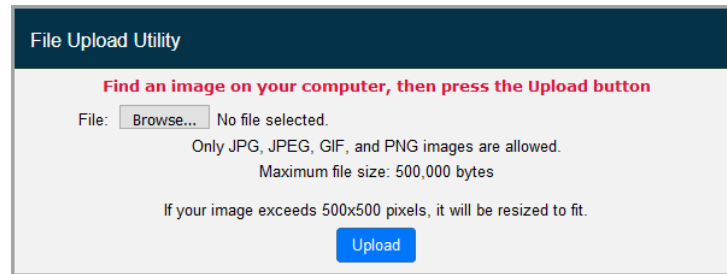 File Upload Utility
Find an image on your computer, then press the Upload button
File: Browse... No file selected.
Only JPG, JPEG, GIF, and PNG images are allowed.
Maximum file size: 500,000 bytes
If your image exceeds 500x500 pixels, it will be resized to fit.
Upload